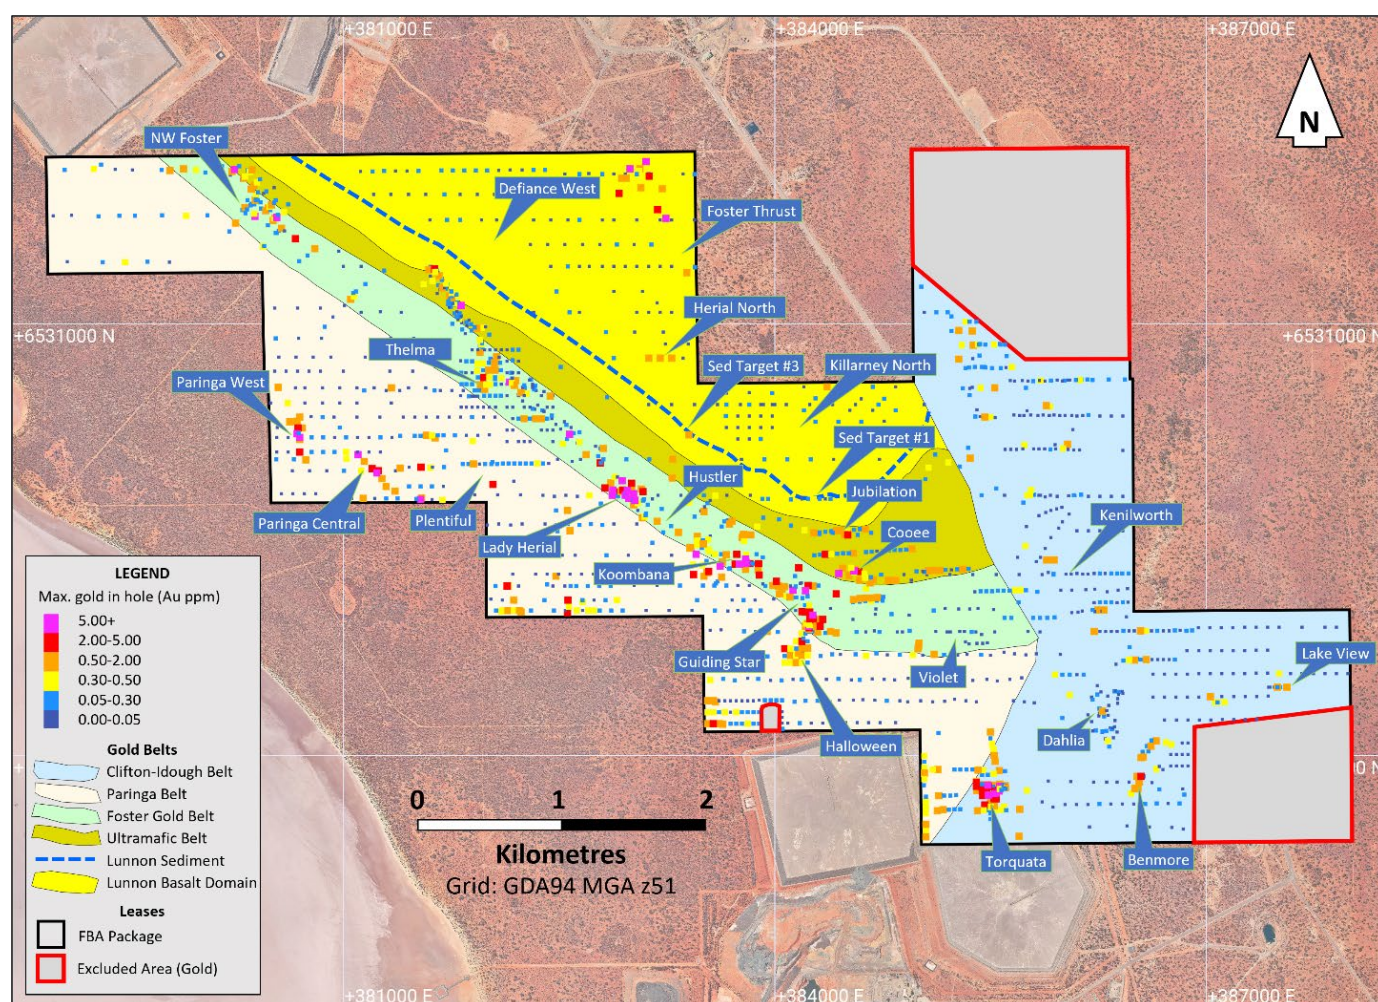 +381000 E
+384000 E
+387000 E
N
NW Foster
Defiance West
Foster Thrust
+6531000 N
+6531000 N
Herial North
Thelma
Sed Target #3
Killarney North
Paringa West
Sed Target #1
Hustler
Jubilation
Paringa Central
Plentiful
Kenilworth
Lady Herial
Cooee
Koombana
Guiding Star
Violet
Lake View
Halloween
Dahlia
Torquata
Benmore
LEGEND
Max. gold in hole (Au ppm)
5.00+
2.00-5.00
0.50-2.00
0.30-0.50
0.05-0.30
0.00-0.05
Gold Belts
Clifton-Idough Belt
Paringa Belt
Foster Gold Belt
Ultramafic Belt
Lunnon Sediment
Lunnon Basalt Domain
Leases
FBA Package
Excluded Area (Gold)
0 1 2
Kilometres
Grid: GDA94 MGA z51
+381000 E
+384000 E
+387000 E